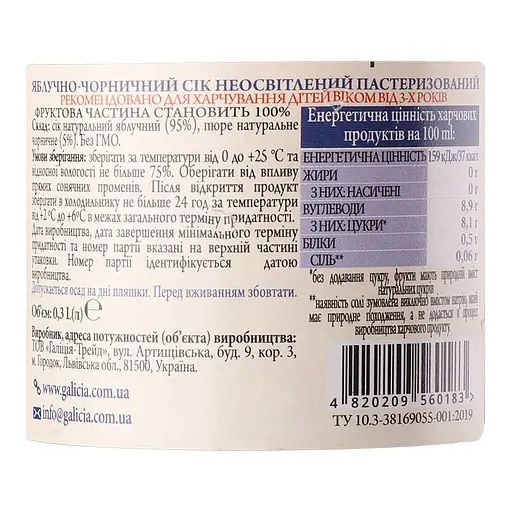 ЯБЛУЧНО-ЧОРНИЧНИЙ СІК НЕОСВІТЛЕНИЙ ПАСТЕРИЗОВАНИЙ
РЕКОМЕНДОВАНО ДЛЯ ХАРЧУВАННЯ ДІТЕЙ ВІКОМ ВІД 3-Х РОКІВ
ФРУКТОВА ЧАСТИНА СТАНОВИТЬ 100%
Склад: сік натуральний яблучний (95%), пюре натуральне
чорничне (5%). Без ГМО.
Умови зберігання: зберігати за температури від 0 до +25 °С та
відносної вологості не більше 75%. Оберігати від впливу
прямих сонячних променів. Після відкриття продукт
зберігати в холодильнику не більше 24 год за температури
від +2°С до +6°С в межах загального терміну придатності.
Дата виробництва, дата завершення мінімального терміну
придатності та номер партії вказані на верхній частині
упаковки. Номер партії ідентифікується датою
виробництва.
Допускається осад на дні пляшки. Перед вживанням збовтати.
Об'єм: 0,3 L(л) e
Виробник, адреса потужностей (об'єкта) виробництва:
ТОВ «Галіція-Трейд», вул. Артищівська, буд. 9, кор. 3,
м. Городок, Львівська обл., 81500, Україна.
www.galicia.com.ua
info@galicia.com.ua
Енергетична цінність харчових
продуктів на 100 ml:
ЕНЕРГЕТИЧНА ЦІННІСТЬ 159 кДж/37 ккал
ЖИРИ 0 г
З НИХ: НАСИЧЕНІ 0 г
ВУГЛЕВОДИ 8,9 г
З НИХ: ЦУКРИ* 8,1 г
БІЛКИ 0,5 г
СІЛЬ** 0,06 г
*без додавання цукру, фрукти мають природній вміст
натуральних цукрів
**наявність солі зумовлена виключно вмістом натрію, який
має природне походження, а не додається в процесі
виробництва харчового продукту.
4 820209 560183 >
ТУ 10.3-38169055-001:2019